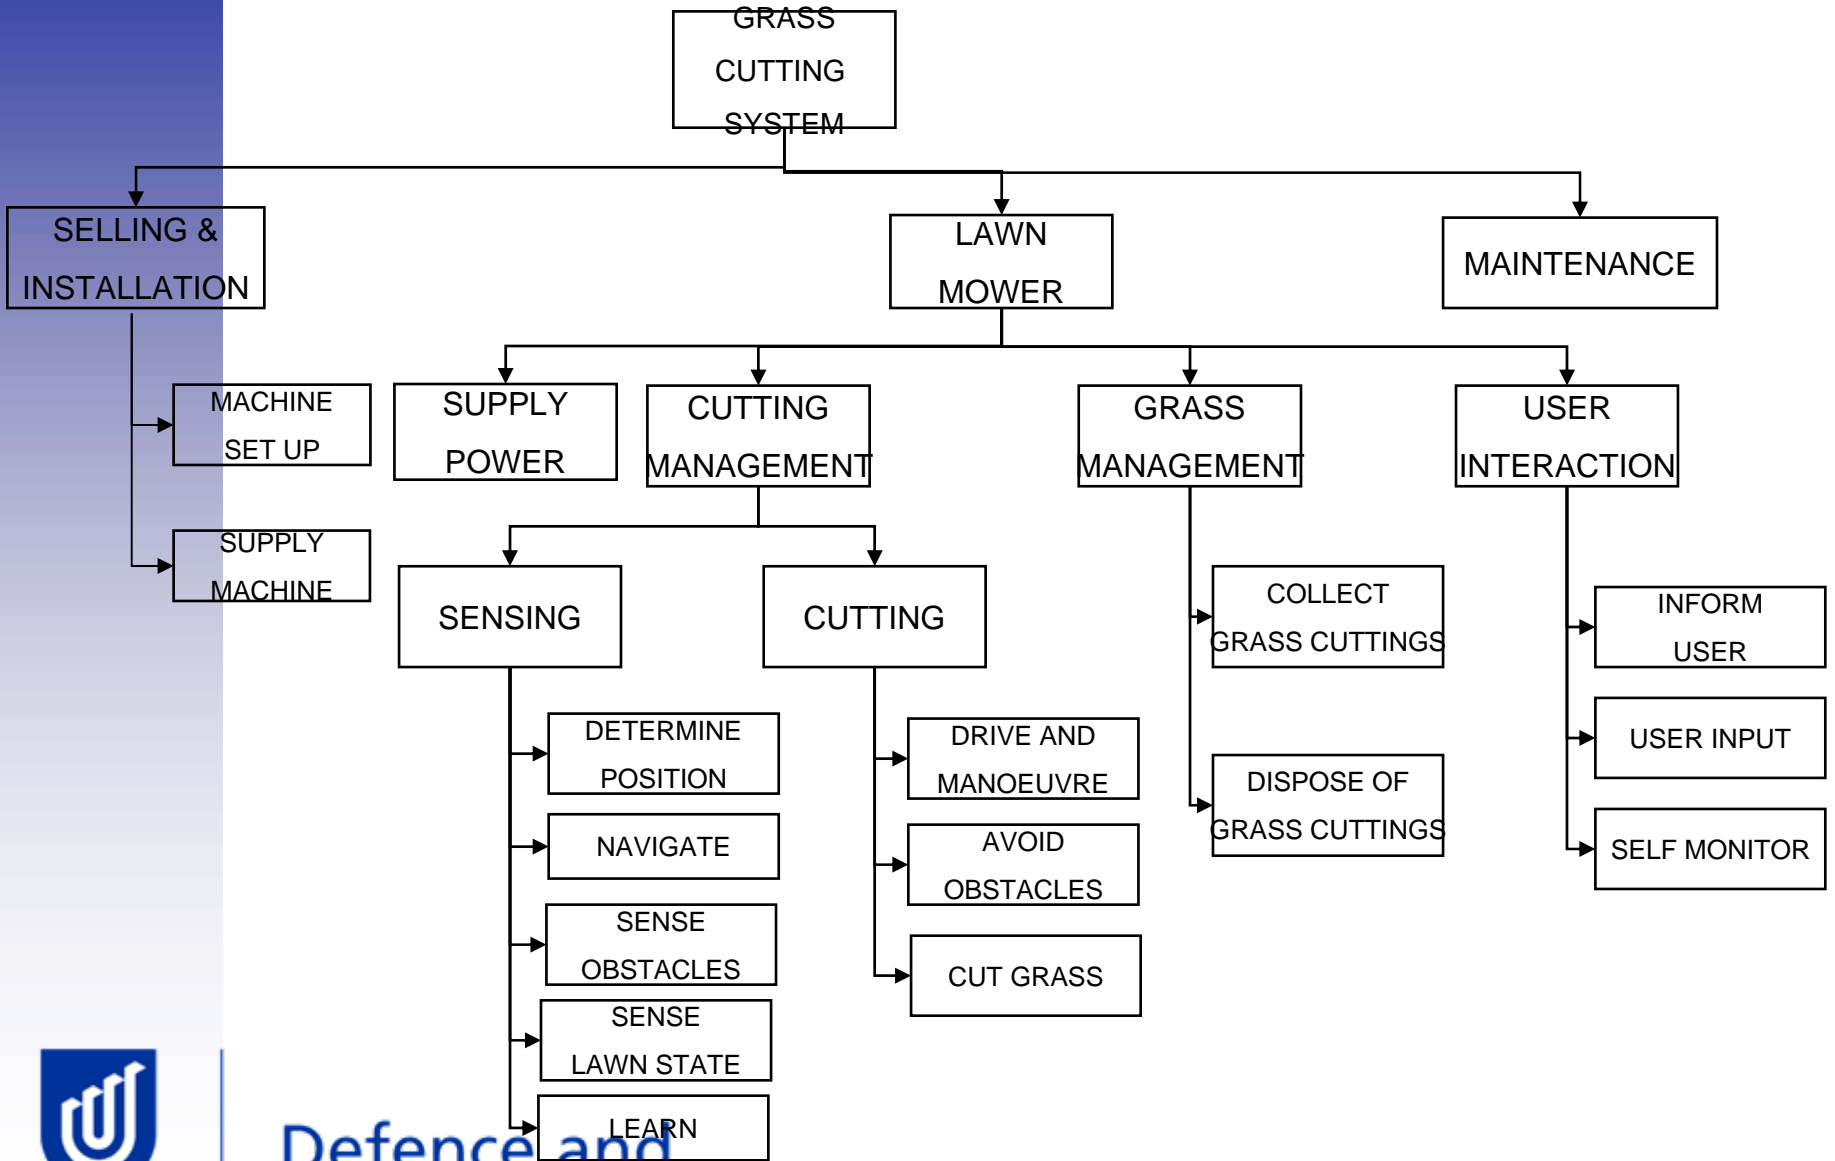 GRASS
CUTTING
SYSTEM
SELLING &
INSTALLATION
LAWN
MOWER
MAINTENANCE
MACHINE
SET UP
SUPPLY
MACHINE
SUPPLY
POWER
CUTTING
MANAGEMENT
GRASS
MANAGEMENT
USER
INTERACTION
SENSING
CUTTING
COLLECT
GRASS CUTTINGS
DISPOSE OF
GRASS CUTTINGS
INFORM
USER
USER INPUT
SELF MONITOR
DETERMINE
POSITION
NAVIGATE
SENSE
OBSTACLES
SENSE
LAWN STATE
LEARN
DRIVE AND
MANOEUVRE
AVOID
OBSTACLES
CUT GRASS
Defence and